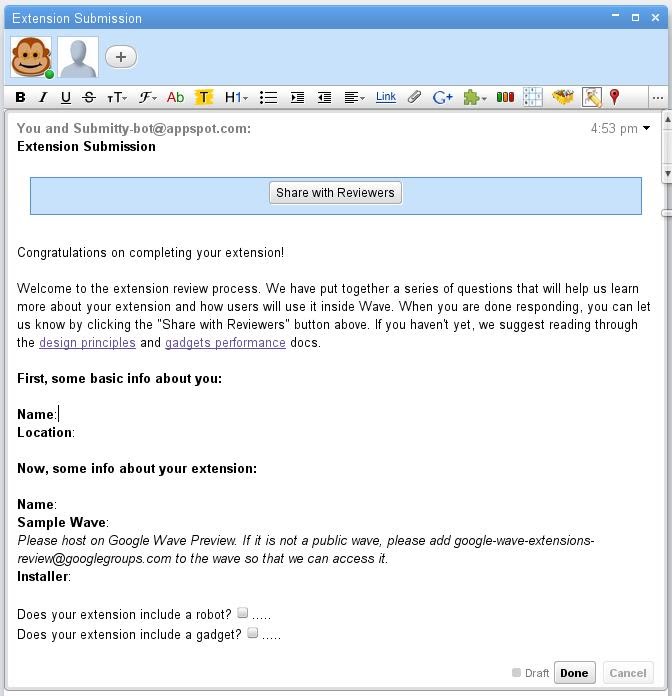 Extension Submission
+
B I U S TT F Ab T H1 Link G+ ...
You and Submitty-bot@appspot.com: 4:53 pm
Extension Submission
Share with Reviewers
Congratulations on completing your extension!
Welcome to the extension review process. We have put together a series of questions that will help us learn
more about your extension and how users will use it inside Wave. When you are done responding, you can let
us know by clicking the "Share with Reviewers" button above. If you haven't yet, we suggest reading through
the design principles and gadgets performance docs.
First, some basic info about you:
Name:
Location:
Now, some info about your extension:
Name:
Sample Wave:
Please host on Google Wave Preview. If it is not a public wave, please add google-wave-extensions-
review@googlegroups.com to the wave so that we can access it.
Installer:
Does your extension include a robot? .....
Does your extension include a gadget? .....
Draft Done Cancel